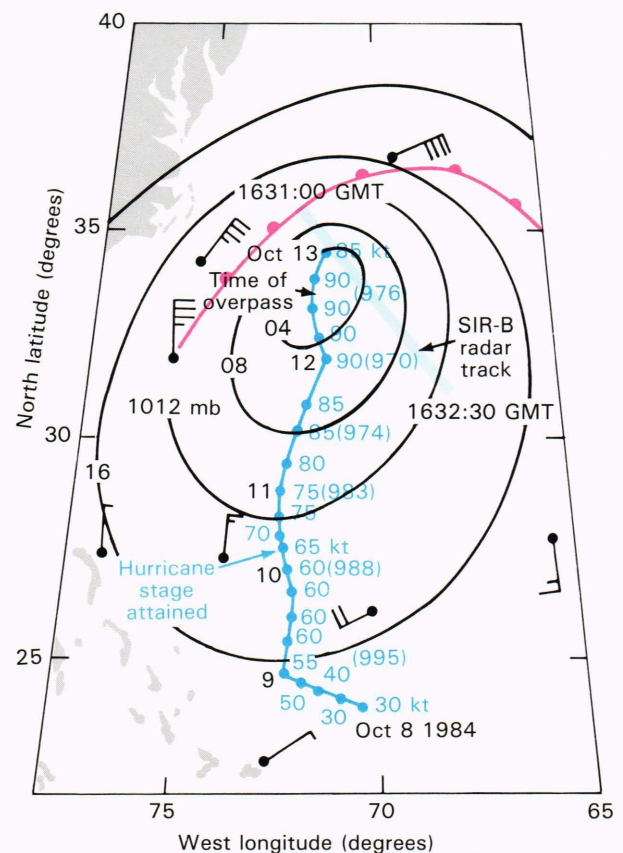 40
1631:00 GMT
35
Oct 13
85 kt
Time of
overpass
90
(976
90
04
90
SIR-B
radar
track
12
90(970)
08
85
1012 mb
1632:30 GMT
85(974)
30
80
16
11
75(983)
75
70
65 kt
Hurricane
stage
attained
10
60(988)
60
60
60
25
55
(995)
9
40
50
30
30 kt
Oct 8 1984
75
70
65
West longitude (degrees)
North latitude (degrees)